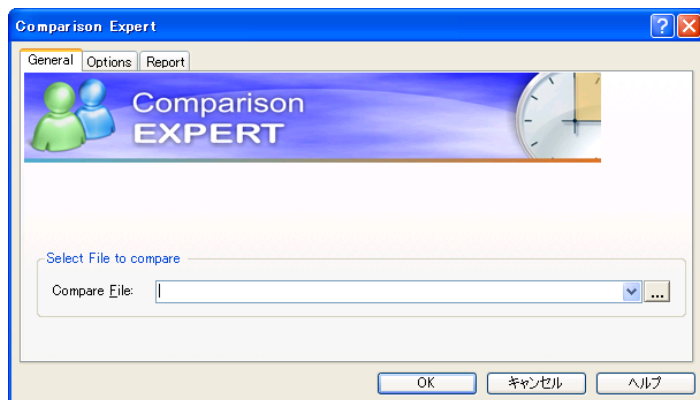 Comparison Expert
General Options Report
Comparison
EXPERT
Select File to compare
Compare File:
...
OK キャンセル ヘルプ